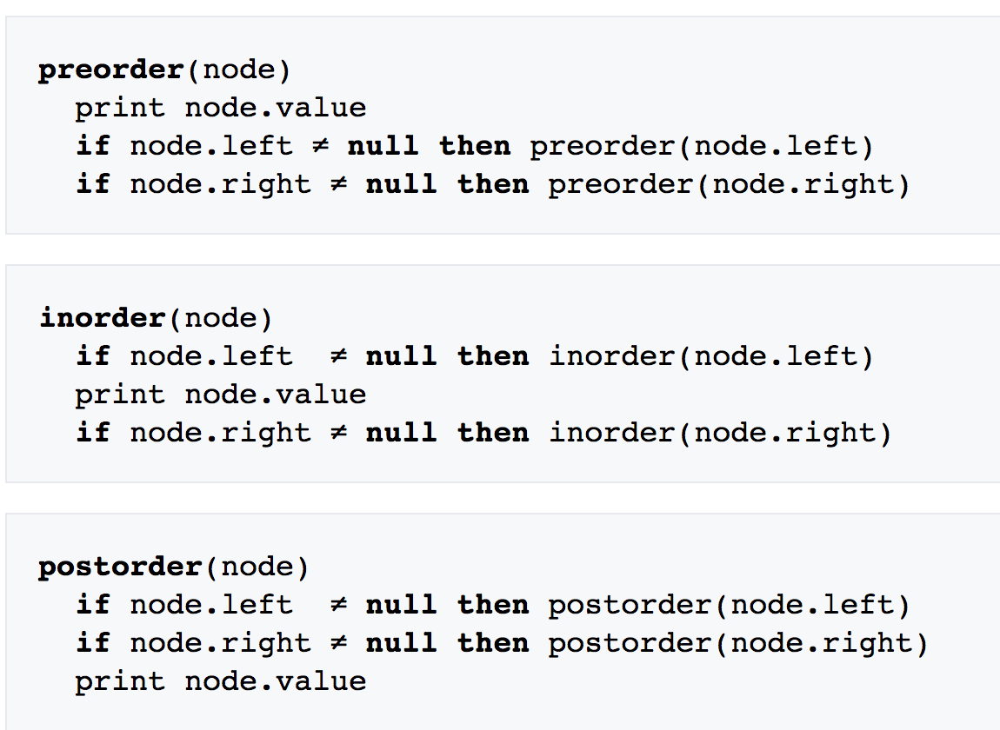 preorder(node)
  print node.value
  if node.left ≠ null then preorder(node.left)
  if node.right ≠ null then preorder(node.right)
inorder(node)
  if node.left  ≠ null then inorder(node.left)
  print node.value
  if node.right ≠ null then inorder(node.right)
postorder(node)
  if node.left  ≠ null then postorder(node.left)
  if node.right ≠ null then postorder(node.right)
  print node.value